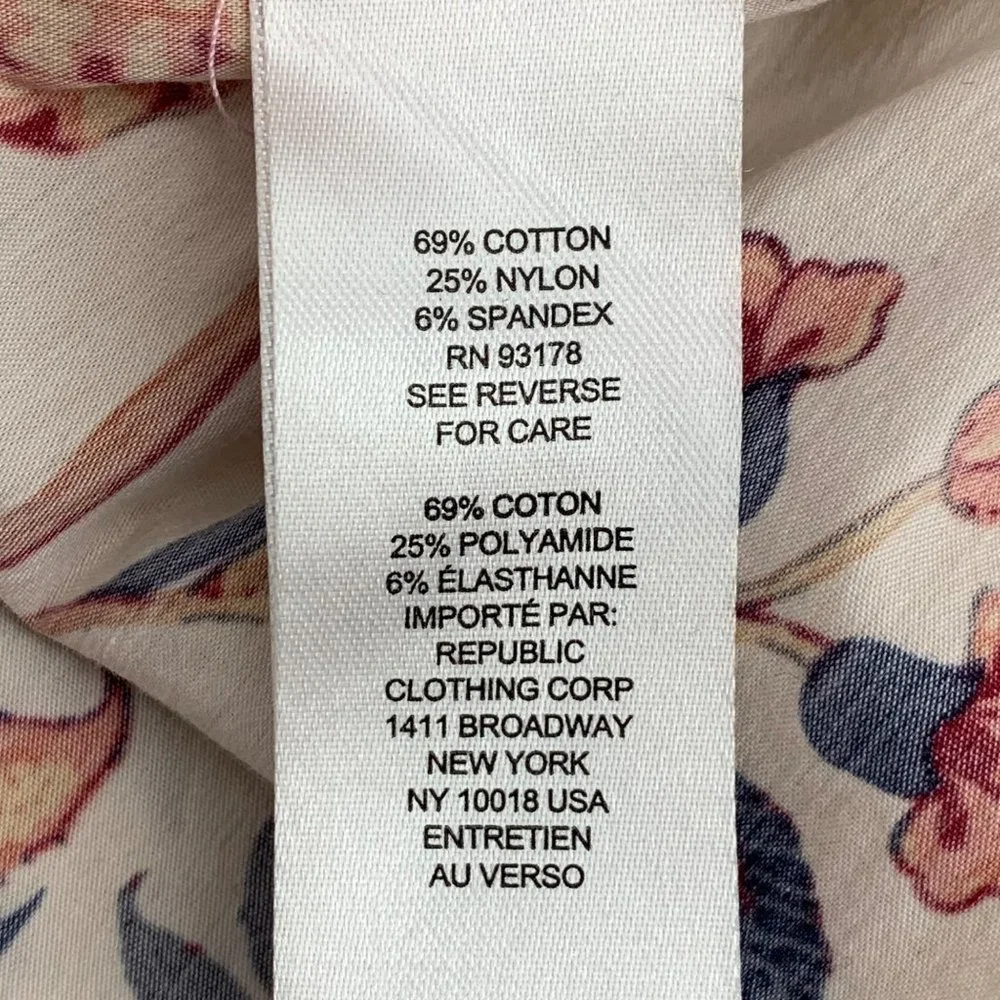 69% COTTON
25% NYLON
6% SPANDEX
RN 93178
SEE REVERSE
FOR CARE
69% COTON
25% POLYAMIDE
6% ÉLASTHANNE
IMPORTÉ PAR:
REPUBLIC
CLOTHING CORP
1411 BROADWAY
NEW YORK
NY 10018 USA
ENTRETIEN
AU VERSO